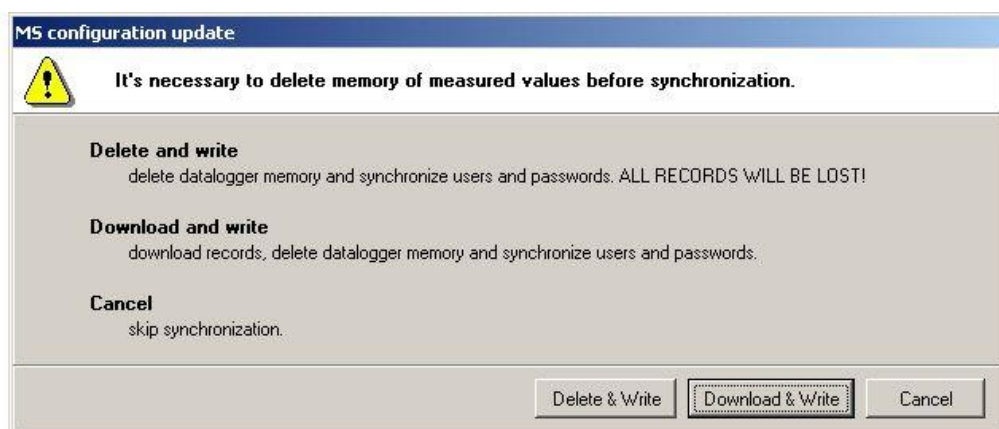 MS configuration update
It's necessary to delete memory of measured values before synchronization.
Delete and write
delete datalogger memory and synchronize users and passwords. ALL RECORDS WILL BE LOST!
Download and write
download records, delete datalogger memory and synchronize users and passwords.
Cancel
skip synchronization.
Delete & Write Download & Write Cancel